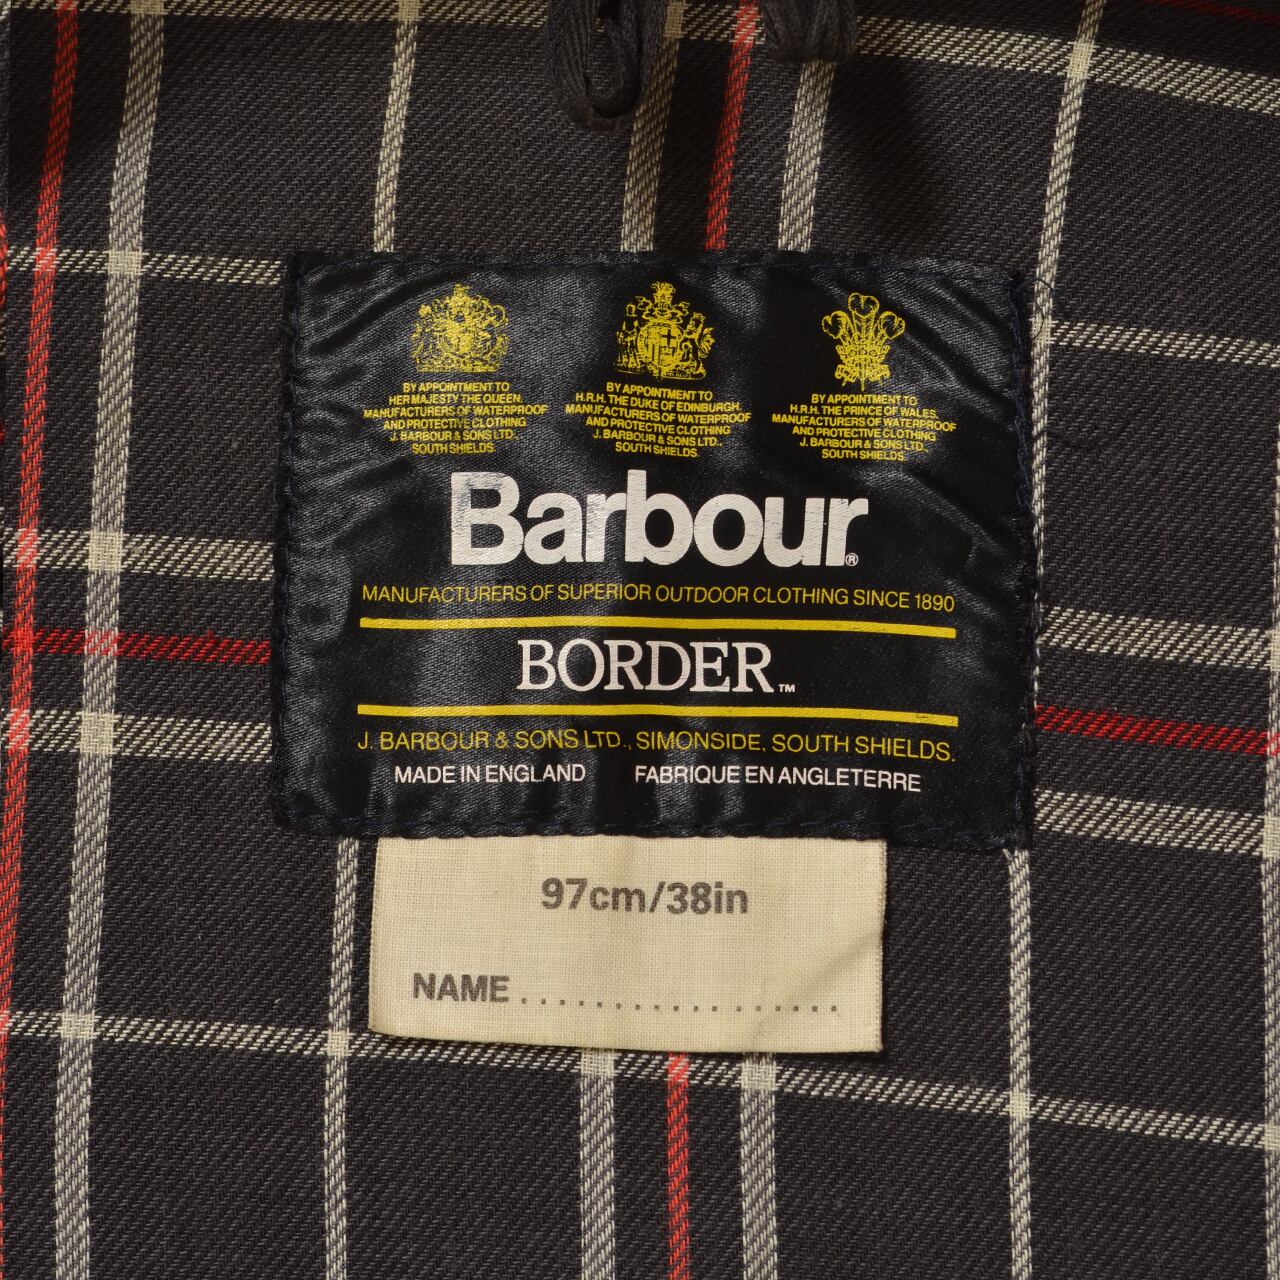 BY APPOINTMENT TO
HER MAJESTY THE QUEEN.
MANUFACTURERS OF WATERPROOF
AND PROTECTIVE CLOTHING
J. BARBOUR & SONS LTD.,
SOUTH SHIELDS.
BY APPOINTMENT TO
H.R.H. THE DUKE OF EDINBURGH.
MANUFACTURERS OF WATERPROOF
AND PROTECTIVE CLOTHING
J. BARBOUR & SONS LTD.,
SOUTH SHIELDS.
BY APPOINTMENT TO
H.R.H. THE PRINCE OF WALES.
MANUFACTURERS OF WATERPROOF
AND PROTECTIVE CLOTHING
J. BARBOUR & SONS LTD.,
SOUTH SHIELDS.
Barbour®
MANUFACTURERS OF SUPERIOR OUTDOOR CLOTHING SINCE 1890
BORDER™
J. BARBOUR & SONS LTD., SIMONSIDE, SOUTH SHIELDS.
MADE IN ENGLAND FABRIQUE EN ANGLETERRE
97cm/38in
NAME.................